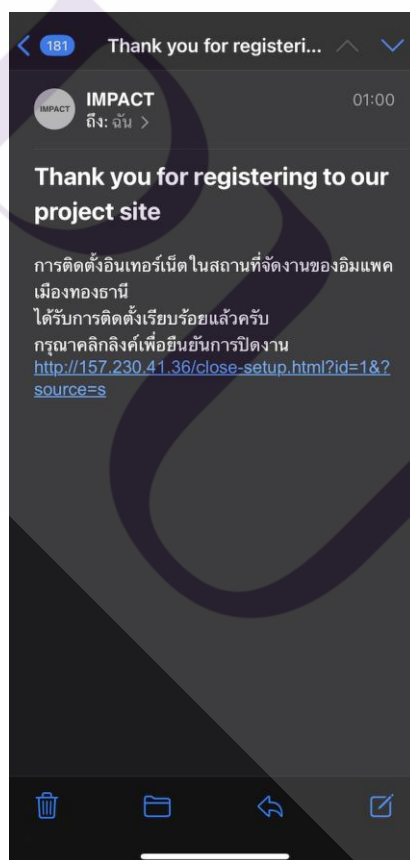 181
Thank you for registeri...
IMPACT
IMPACT
01:00
ถึง: ฉัน >
Thank you for registering to our
project site
การติดตั้งอินเทอร์เน็ตในสถานที่จัดงานของอิมแพค
เมืองทองธานี
ได้รับการติดตั้งเรียบร้อยแล้วครับ
กรุณาคลิกลิงค์เพื่อยืนยันการปิดงาน
http://157.230.41.36/close-setup.html?id=1&?
source=s